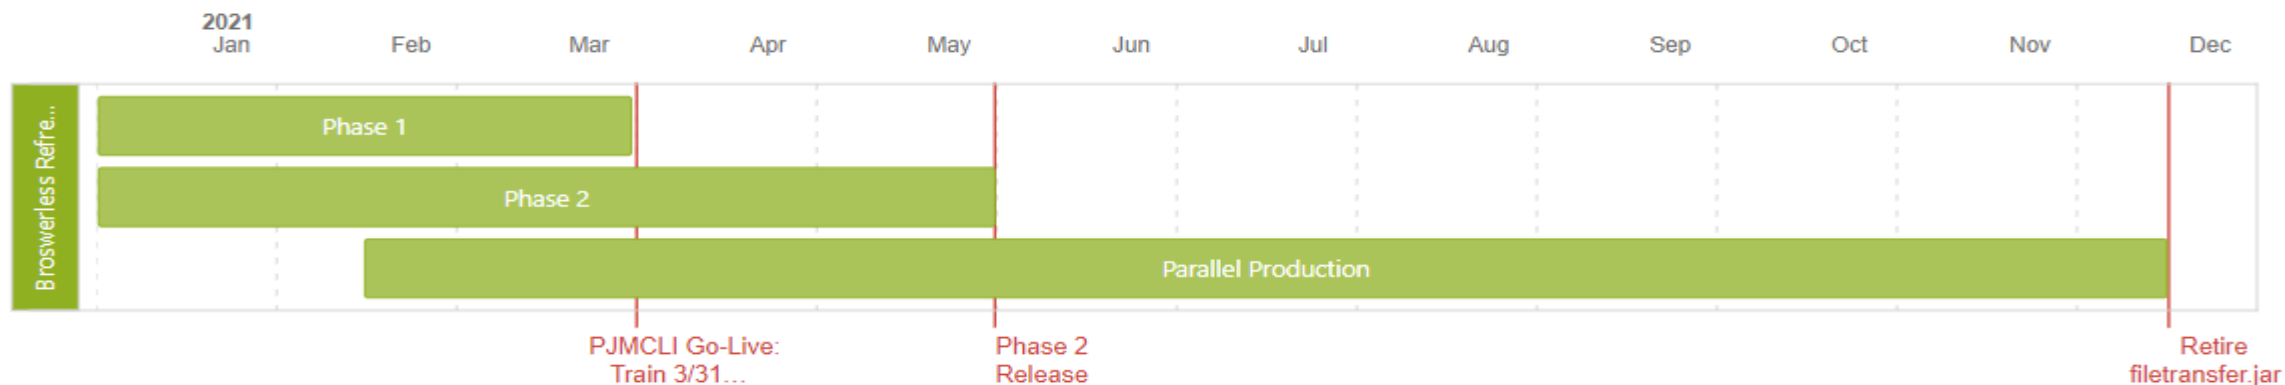 2021
Jan Feb Mar Apr May Jun Jul Aug Sep Oct Nov Dec
Broswerless Refre...
Phase 1
Phase 2
Parallel Production
PJMCLI Go-Live:
Train 3/31...
Phase 2
Release
Retire
filetransfer.jar